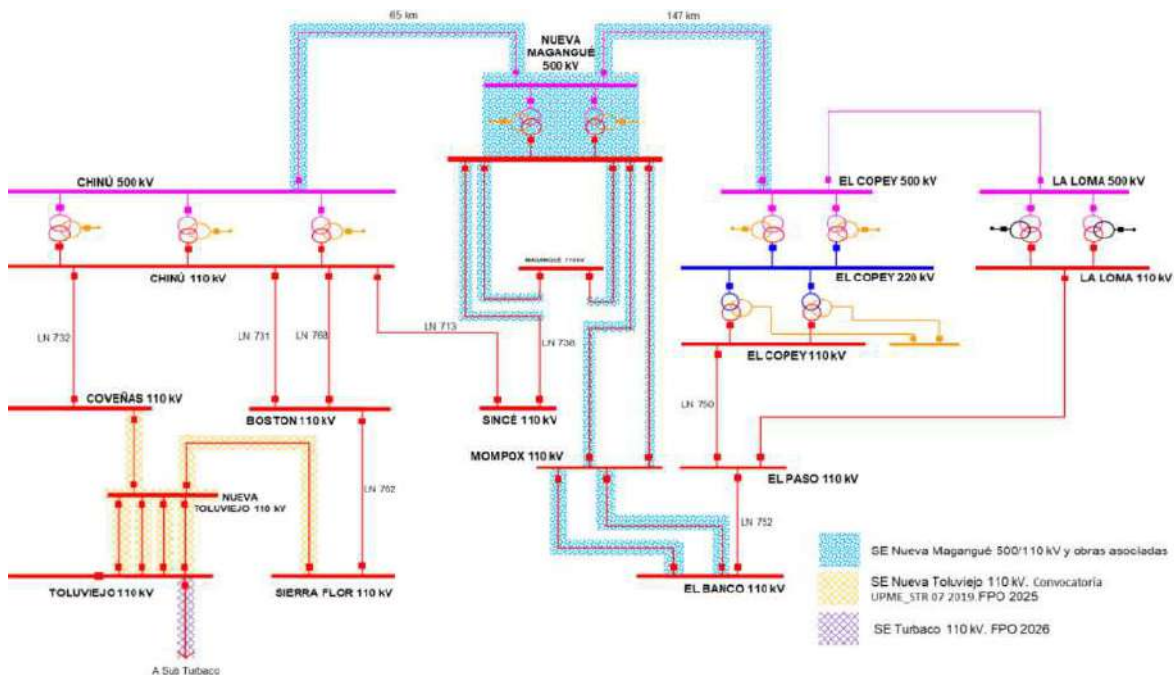 65 km
147 km
NUEVA
MAGANGUÉ
500 kV
CHINÚ 500 kV
EL COPEY 500 kV
LA LOMA 500 kV
MAGANGUÉ 110 kV
CHINÚ 110 kV
EL COPEY 220 kV
LA LOMA 110 kV
LN 713
LN 732
LN 731
LN 768
LN 738
EL COPEY 110 kV
LN 750
COVEÑAS 110 kV
BOSTON 110 kV
SINCÉ 110 kV
MOMPOX 110 kV
EL PASO 110 kV
LN 762
NUEVA
TOLUVIEJO 110 kV
LN 752
TOLUVIEJO 110 kV
SIERRA FLOR 110 kV
EL BANCO 110 kV
A Sub Turbaco
SE Nueva Magangué 500/110 kV y obras asociadas
SE Nueva Toluviejo 110 kV. Convocatoria
UPME_STR 07 2019. FPO 2025
SE Turbaco 110 kV. FPO 2026